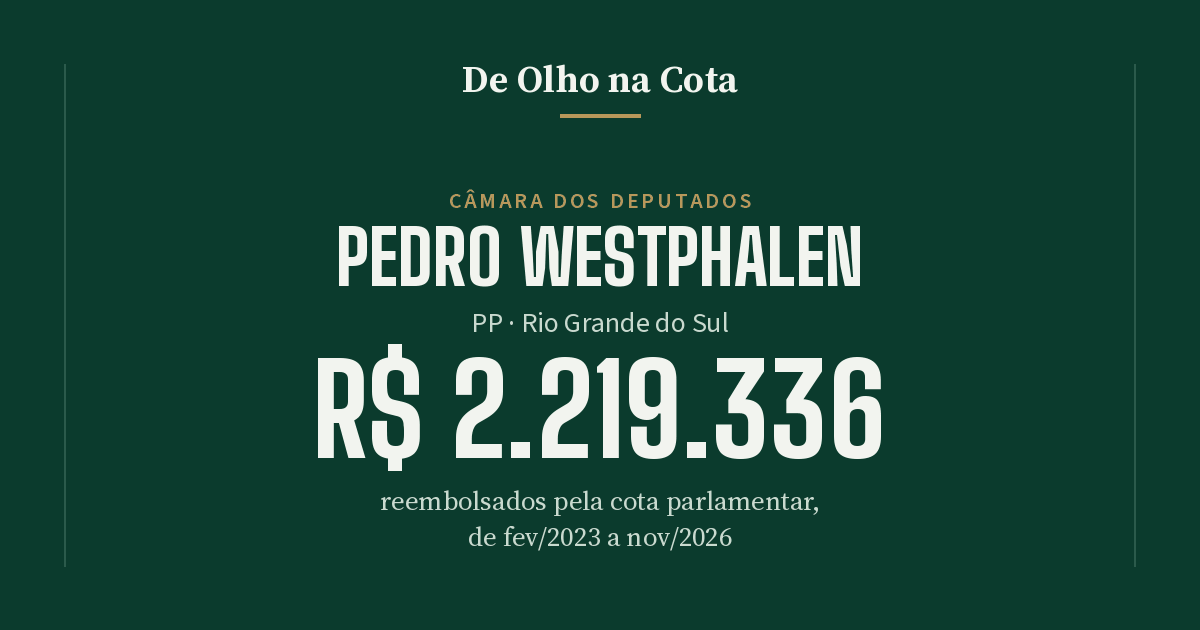 De Olho na Cota
CÂMARA DOS DEPUTADOS
PEDRO WESTPHALEN
PP · Rio Grande do Sul
R$ 2.219.336
reembolsados pela cota parlamentar,
de fev/2023 a nov/2026